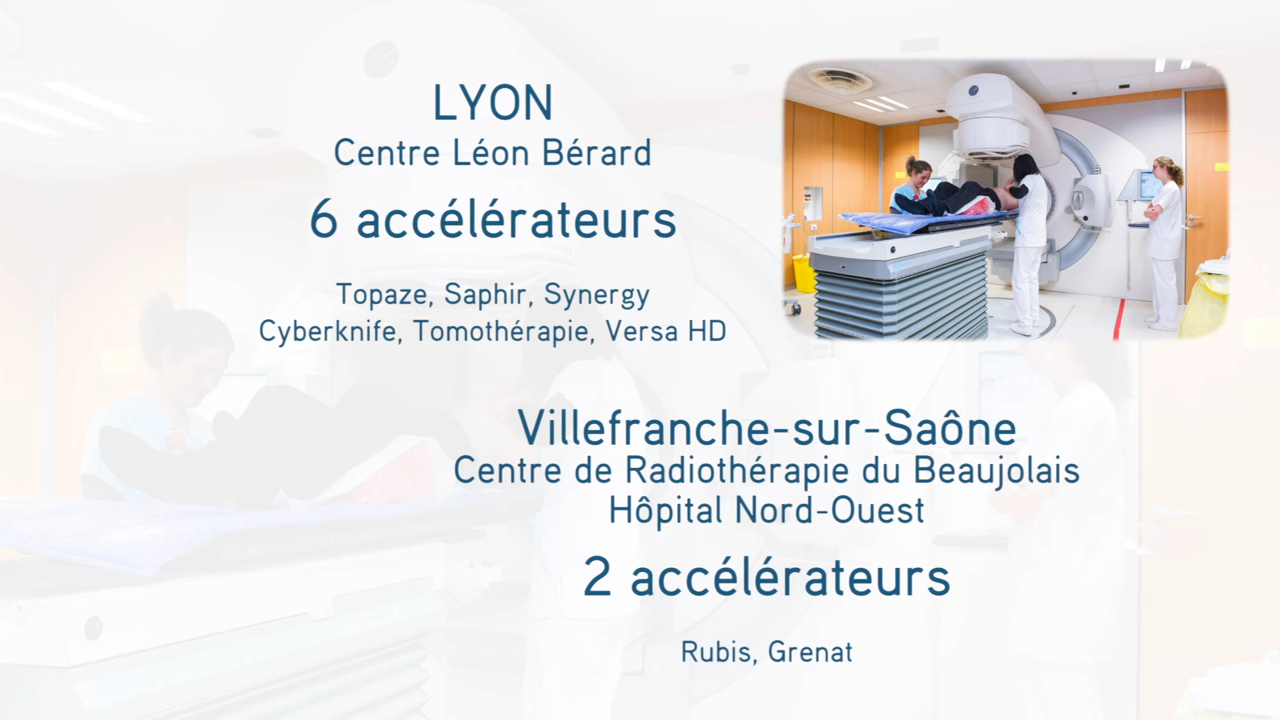 LYON
Centre Léon Bérard
6 accélérateurs
Topaze, Saphir, Synergy
Cyberknife, Tomothérapie, Versa HD
Villefranche-sur-Saône
Centre de Radiothérapie du Beaujolais
Hôpital Nord-Ouest
2 accélérateurs
Rubis, Grenat